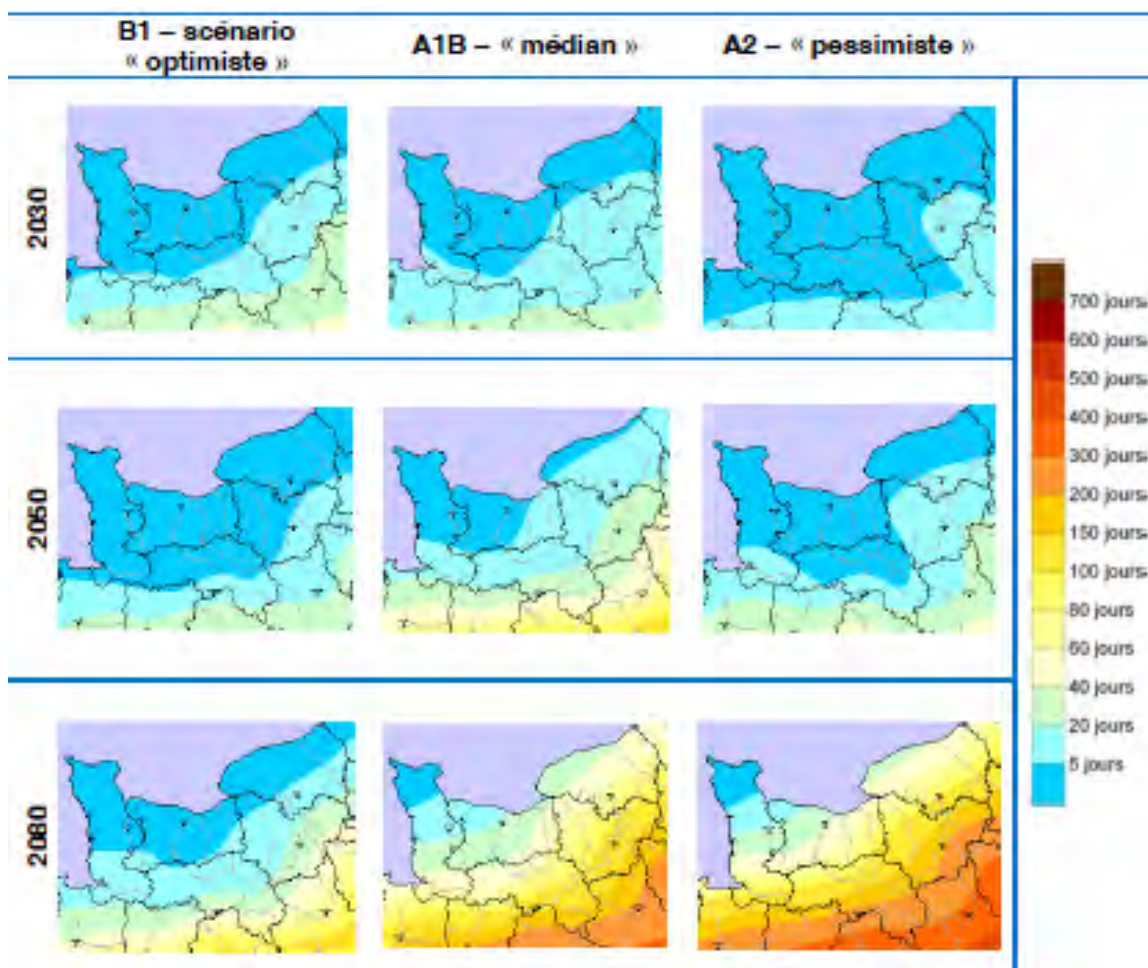 B1 – scénario
« optimiste »
A1B – « médian »
A2 – « pessimiste »
2030
2050
2080
700 jours
600 jours
500 jours
400 jours
300 jours
200 jours
150 jours
100 jours
80 jours
60 jours
40 jours
20 jours
5 jours